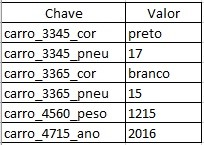 Chave Valor
carro_3345_cor preto
carro_3345_pneu 17
carro_3365_cor branco
carro_3365_pneu 15
carro_4560_peso 1215
carro_4715_ano 2016